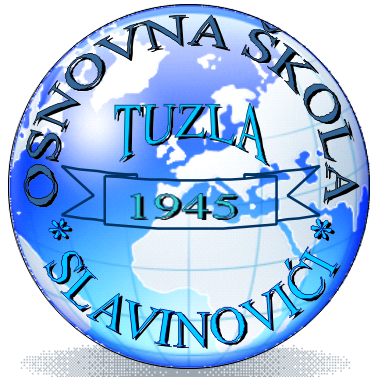 OSNOVNA ŠKOLA
TUZLA
1945
* SLAVINOVIĆI *